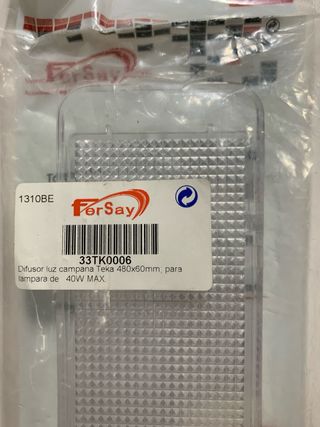 FerSay
1310BE
FerSay
33TK0006
Difusor luz campana Teka 480x60mm, para
lampara de 40W MAX.